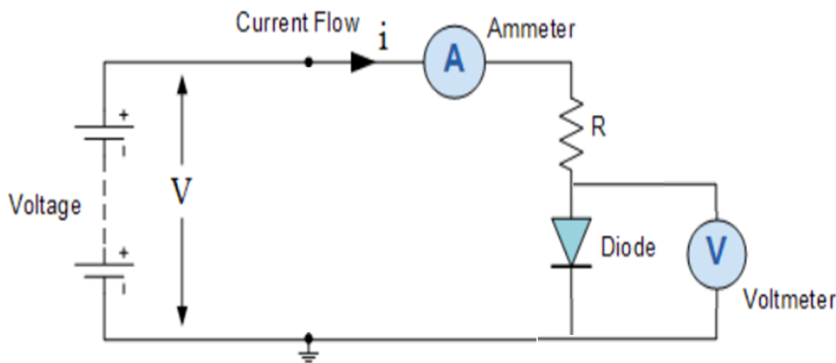 Current Flow
i
A
Ammeter
+
-
R
Voltage
V
Diode
V
Voltmeter
+
-